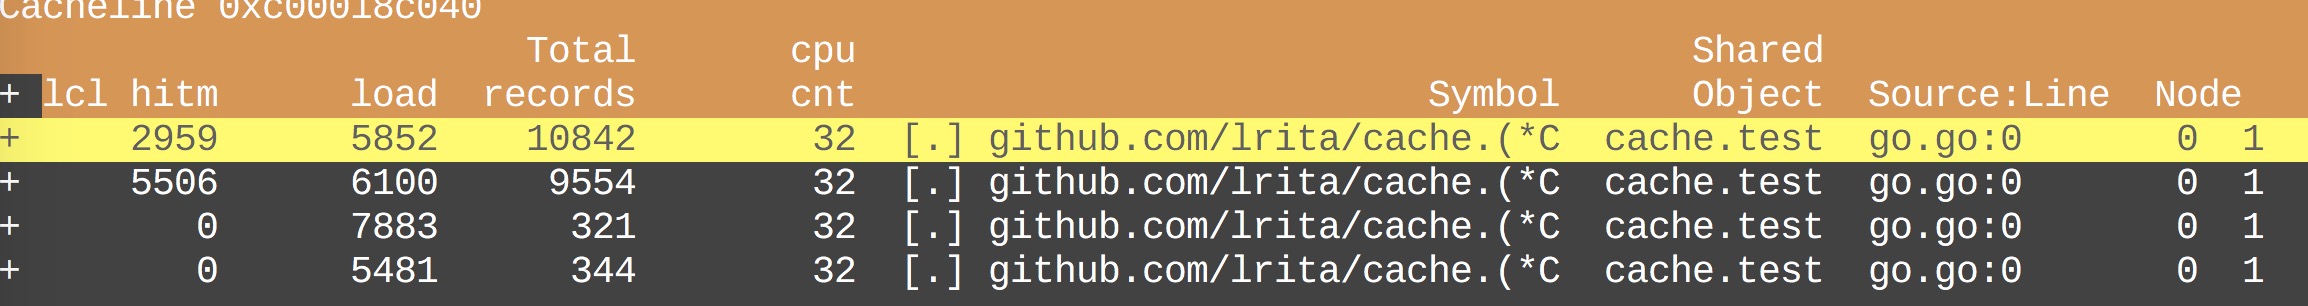 Cacheline 0xc00018c040
Total cpu Shared
+ lcl hitm load records cnt Symbol Object Source:Line Node
+ 2959 5852 10842 32 [.] github.com/lrita/cache.(*C cache.test go.go:0 0 1
+ 5506 6100 9554 32 [.] github.com/lrita/cache.(*C cache.test go.go:0 0 1
+ 0 7883 321 32 [.] github.com/lrita/cache.(*C cache.test go.go:0 0 1
+ 0 5481 344 32 [.] github.com/lrita/cache.(*C cache.test go.go:0 0 1